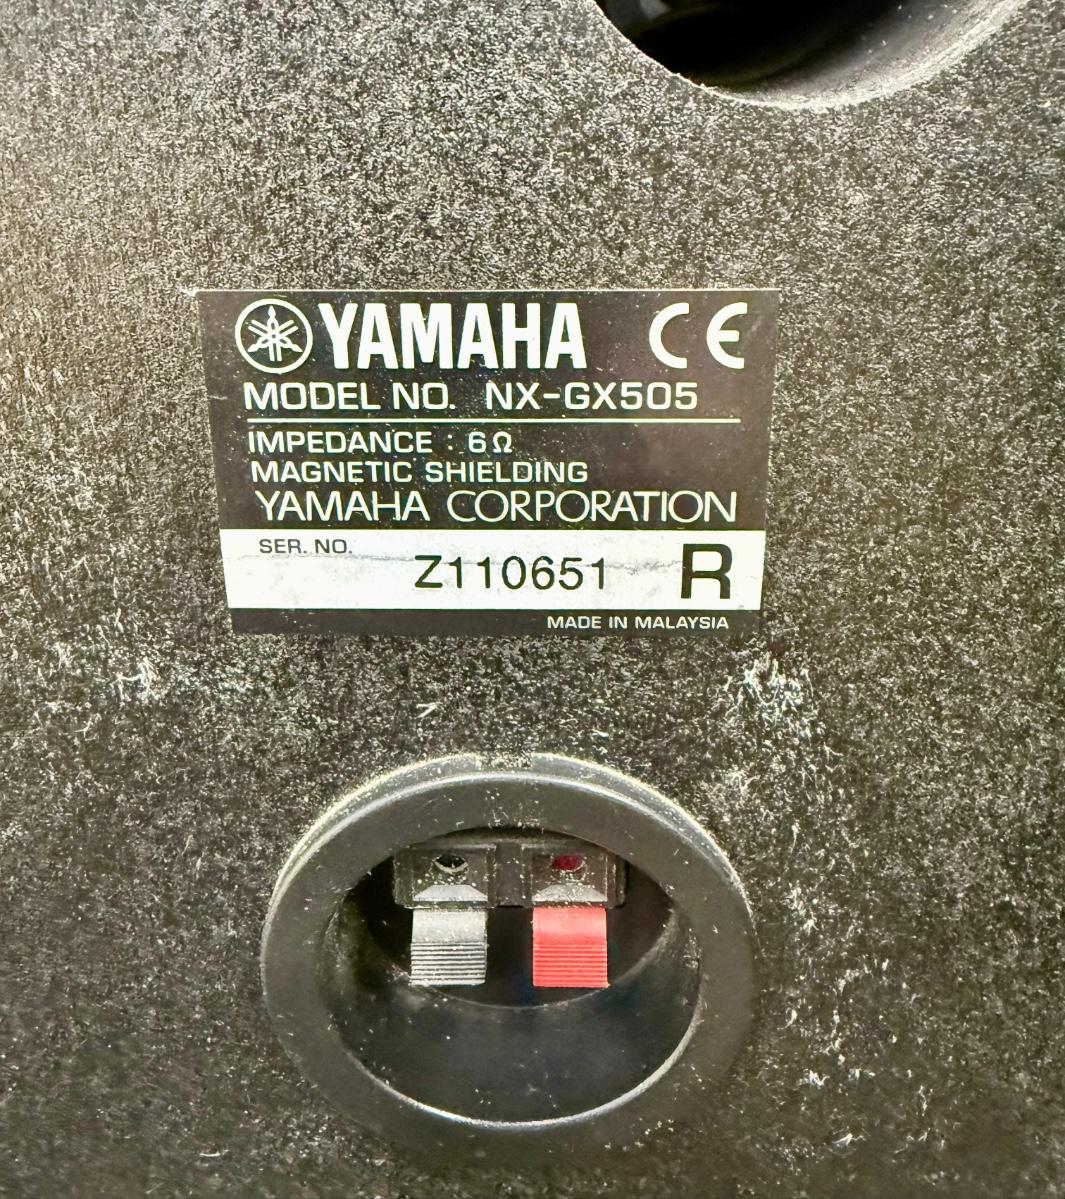 YAMAHA CE
MODEL NO. NX-GX505
IMPEDANCE : 6Ω
MAGNETIC SHIELDING
YAMAHA CORPORATION
SER. NO. Z110651 R
MADE IN MALAYSIA